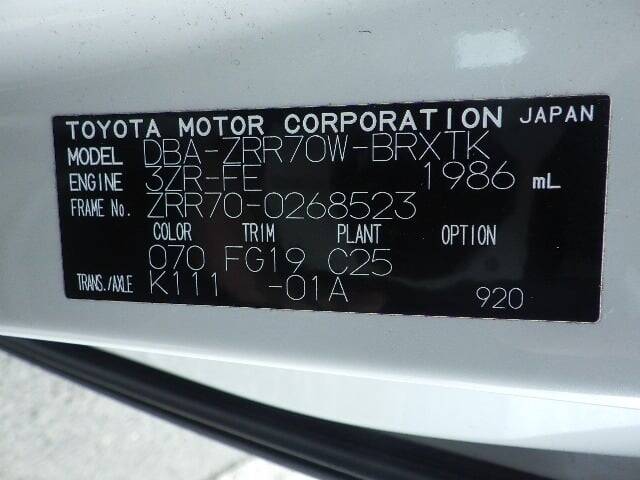 TOYOTA MOTOR CORPORATION JAPAN
MODEL DBA-ZRR70W-BRXTK
ENGINE 3ZR-FE 1986 mL
FRAME No. ZRR70-0268523
COLOR TRIM PLANT OPTION
070 FG19 C25
TRANS./AXLE K111 -01A 920